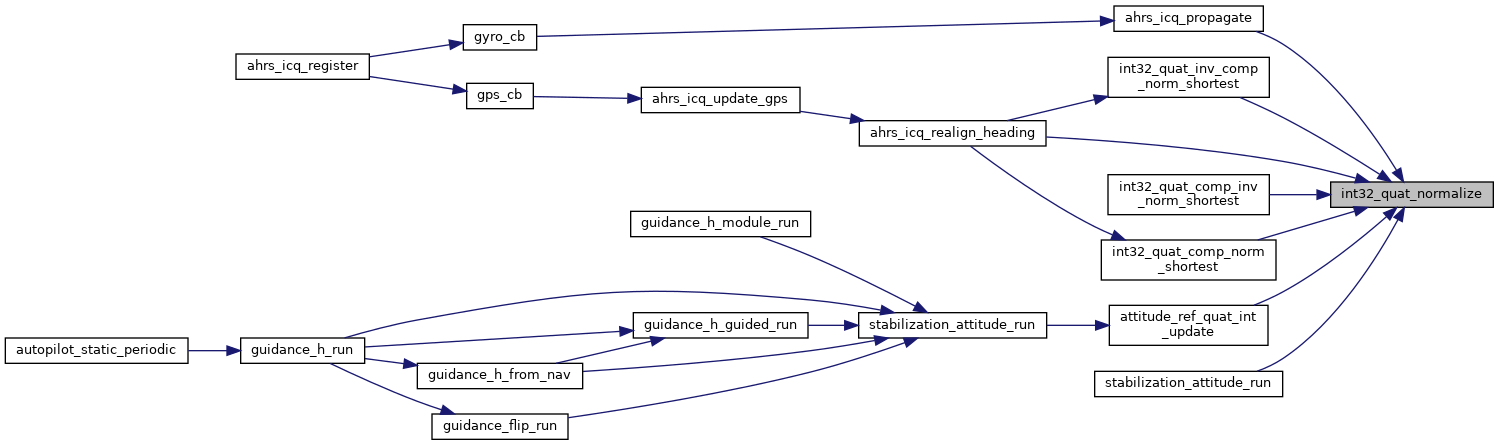 ahrs_icq_propagate
gyro_cb
ahrs_icq_register
int32_quat_inv_comp
_norm_shortest
gps_cb
ahrs_icq_update_gps
ahrs_icq_realign_heading
int32_quat_comp_inv
_norm_shortest
int32_quat_normalize
guidance_h_module_run
int32_quat_comp_norm
_shortest
attitude_ref_quat_int
_update
guidance_h_guided_run
stabilization_attitude_run
autopilot_static_periodic
guidance_h_run
guidance_h_from_nav
stabilization_attitude_run
guidance_flip_run